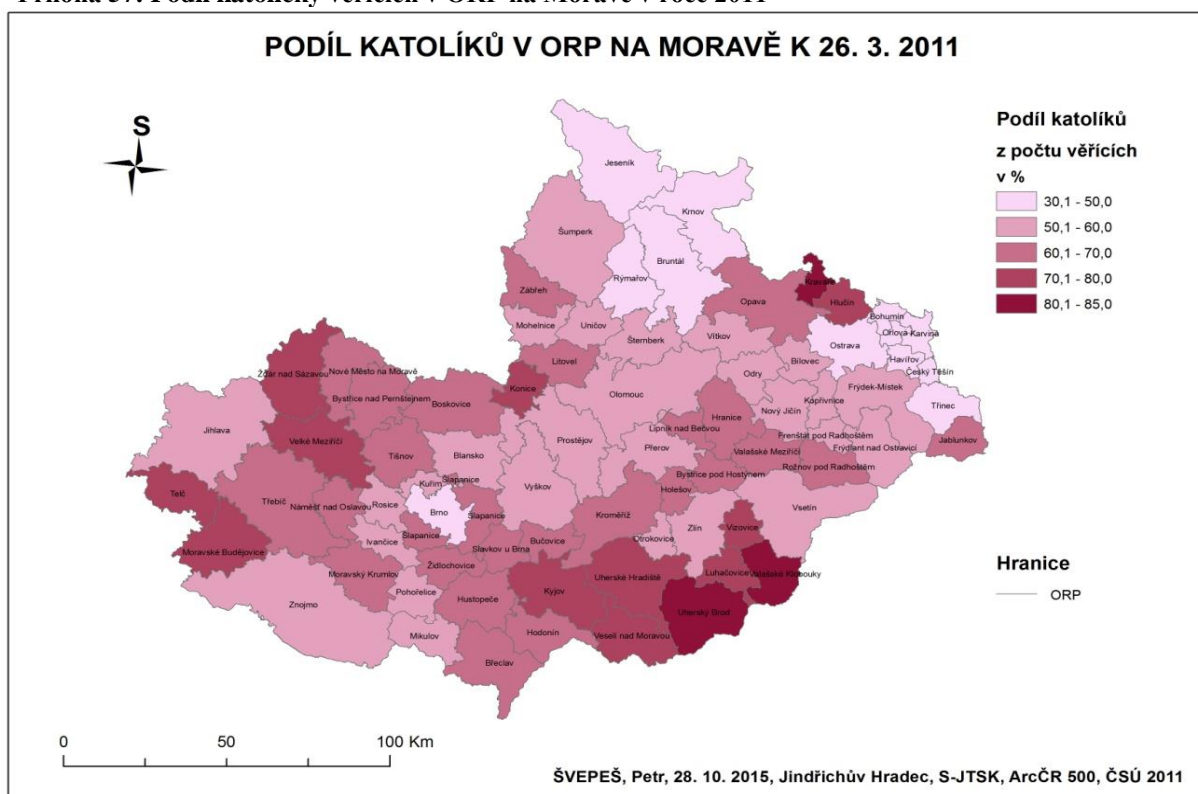 PODÍL KATOLÍKŮ V ORP NA MORAVĚ K 26. 3. 2011
S
Podíl katolíků
z počtu věřících
v %
30,1 - 50,0
50,1 - 60,0
60,1 - 70,0
70,1 - 80,0
80,1 - 85,0
Jeseník
Krnov
Šumperk
Bruntál
Rýmařov
Zábřeh
Opava
Kravaře
Hlučín
Bohumín
Orlová
Karviná
Mohelnice
Uničov
Šternberk
Vítkov
Ostrava
Havířov
Český Těšín
Bílovec
Litovel
Odry
Žďár nad Sázavou
Nové Město na Moravě
Konice
Olomouc
Frýdek-Místek
Bystřice nad Pernštejnem
Boskovice
Kopřivnice
Třinec
Nový Jičín
Hranice
Jihlava
Velké Meziříčí
Prostějov
Lipník nad Bečvou
Frenštát pod Radhoštěm
Jablunkov
Přerov
Frýdlant nad Ostravicí
Tišnov
Blansko
Valašské Meziříčí
Rožnov pod Radhoštěm
Bystřice pod Hostýnem
Kuřim
Šlapanice
Vyškov
Holešov
Telč
Třebíč
Náměšť nad Oslavou
Rosice
Brno
Šlapanice
Kroměříž
Zlín
Vsetín
Vizovice
Ivančice
Šlapanice
Slavkov u Brna
Bučovice
Otrokovice
Moravské Budějovice
Židlochovice
Moravský Krumlov
Luhačovice
Valašské Klobouky
Uherské Hradiště
Kyjov
Pohořelice
Hustopeče
Znojmo
Uherský Brod
Mikulov
Hodonín
Veselí nad Moravou
Břeclav
Hranice
ORP
0 50 100 Km
ŠVEPEŠ, Petr, 28. 10. 2015, Jindřichův Hradec, S-JTSK, ArcČR 500, ČSÚ 2011